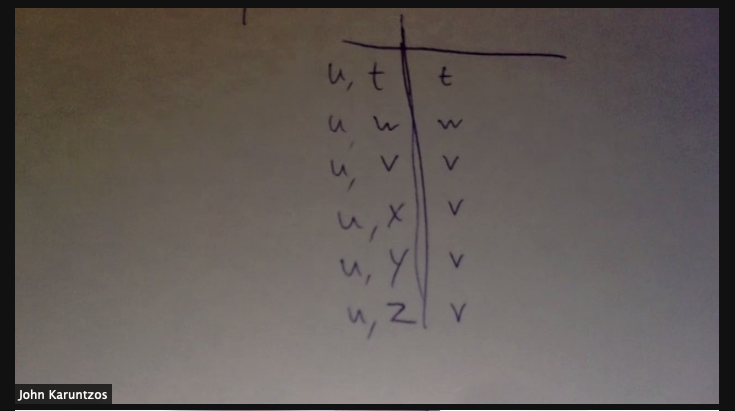 u, t t
u, w w
u, v v
u, x v
u, y v
u, z v
John Karuntzos